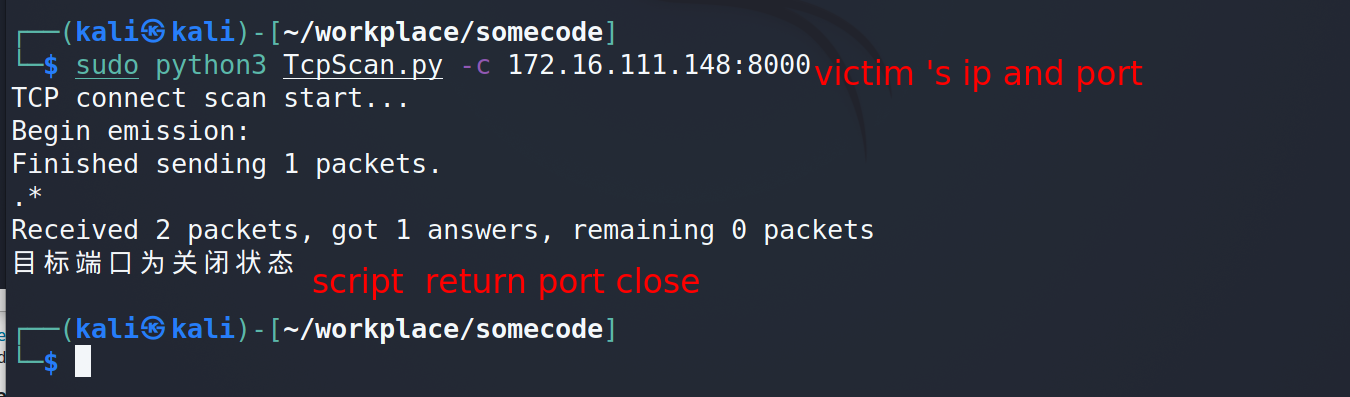 ┌──(kali㉿kali)-[~/workplace/somecode]
└─$ sudo python3 TcpScan.py -c 172.16.111.148:8000 victim 's ip and port
TCP connect scan start...
Begin emission:
Finished sending 1 packets.
.*
Received 2 packets, got 1 answers, remaining 0 packets
目标端口为关闭状态 script return port close
┌──(kali㉿kali)-[~/workplace/somecode]
└─$